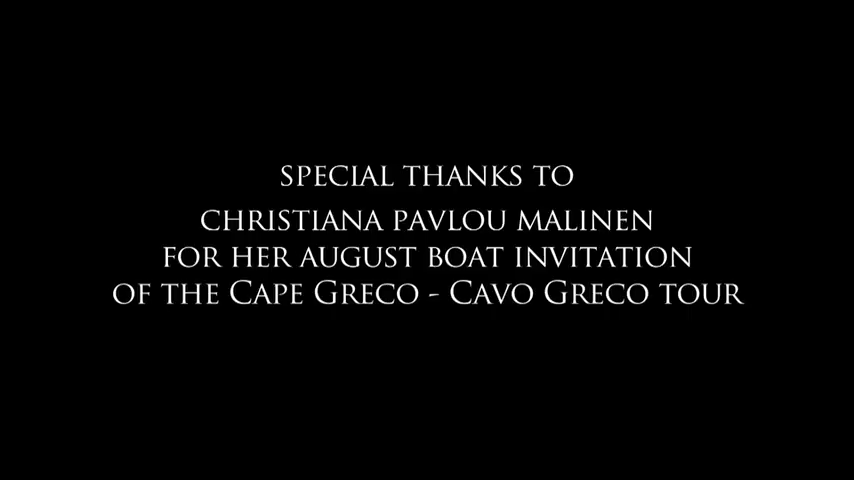 SPECIAL THANKS TO
CHRISTIANA PAVLOU MALINEN
FOR HER AUGUST BOAT INVITATION
OF THE CAPE GRECO - CAVO GRECO TOUR